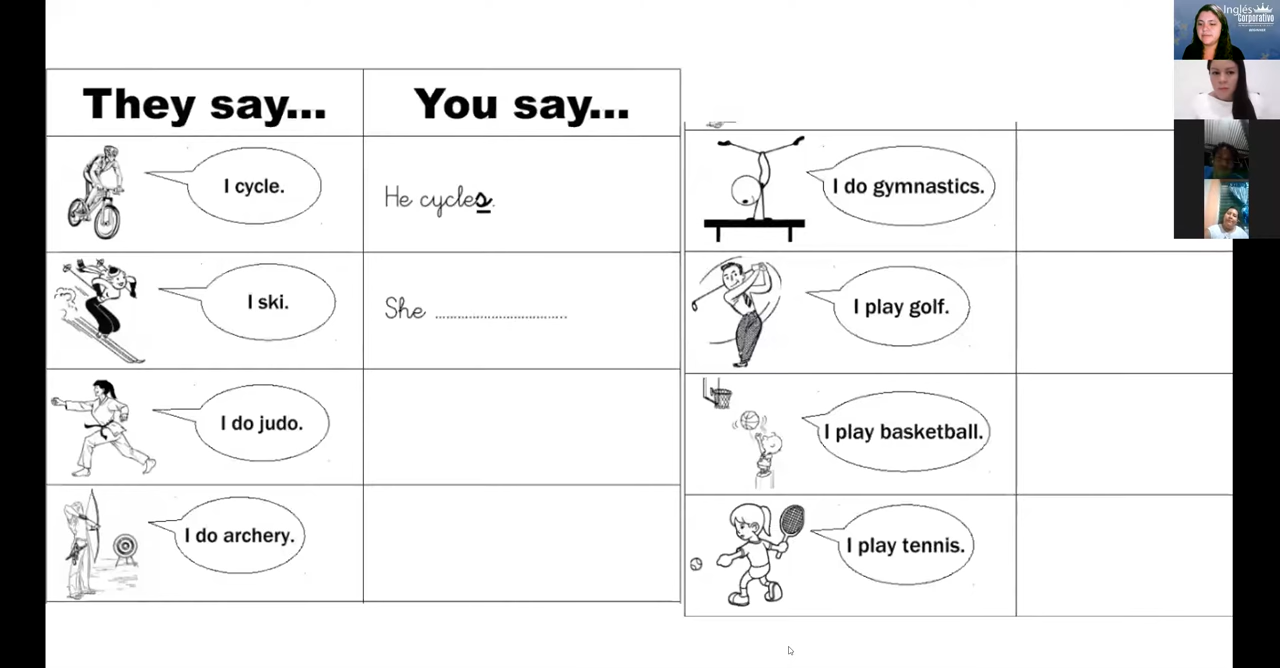 They say...
You say...
I cycle.
He cycles.
I ski.
She ..............................
I do judo.
I do archery.
I do gymnastics.
I play golf.
I play basketball.
I play tennis.
Inglés
Corporativo